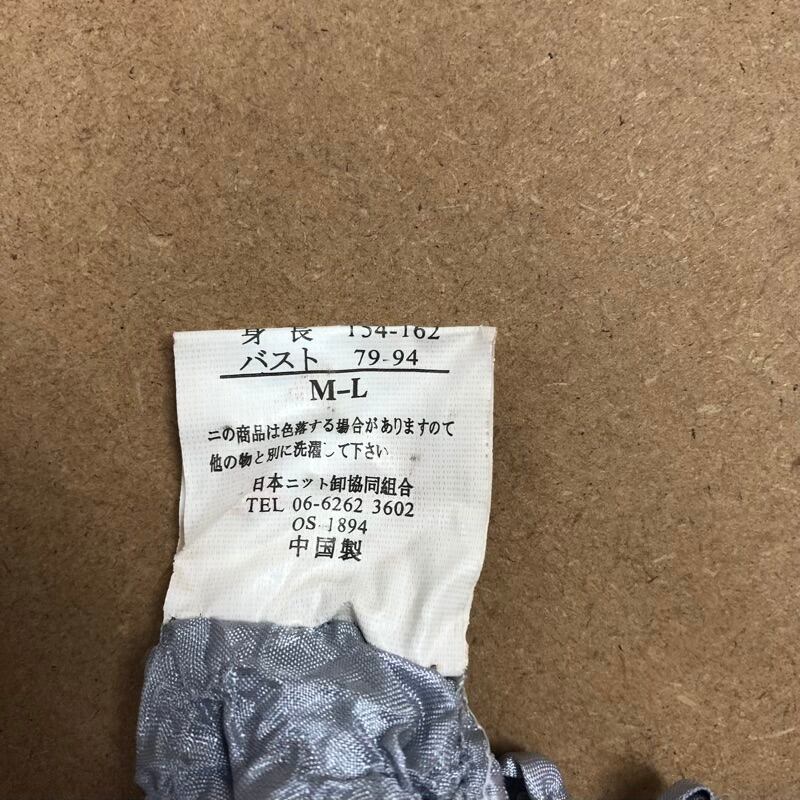 身長 154-162
バスト 79-94
M-L
ニの商品は色落する場合がありますので
他の物と別に洗濯して下さい
日本ニット卸協同組合
TEL 06-6262 3602
OS 1894
中国製